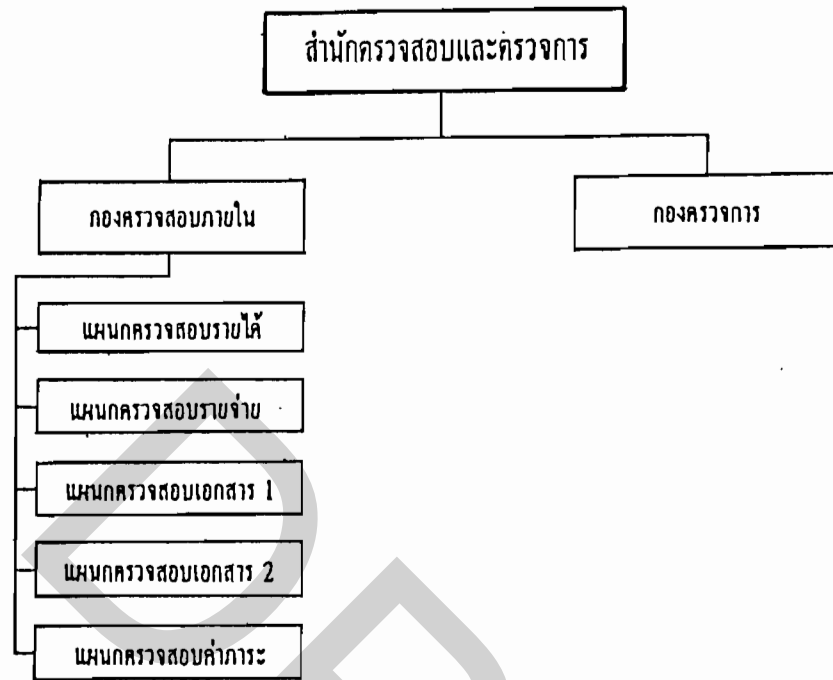 สำนักตรวจสอบและตรวจการ
กองตรวจสอบภายใน
กองตรวจการ
แผนกตรวจสอบรายได้
แผนกตรวจสอบรายจ่าย
แผนกตรวจสอบเอกสาร 1
แผนกตรวจสอบเอกสาร 2
แผนกตรวจสอบค่าภาระ